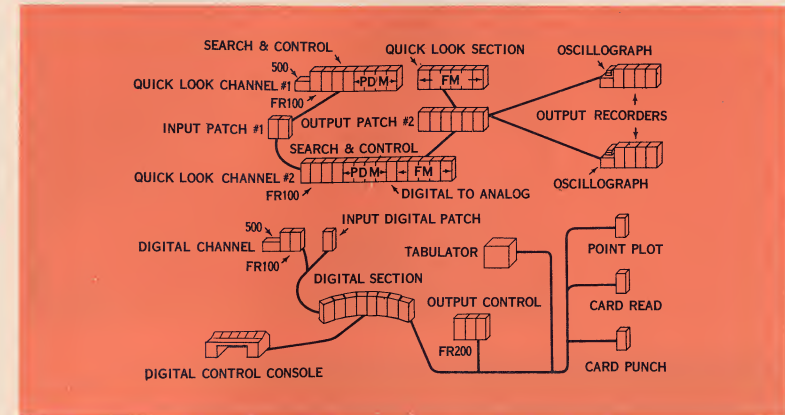 SEARCH & CONTROL
QUICK LOOK SECTION
OSCILLOGRAPH
500
PDM
FM
QUICK LOOK CHANNEL #1
FR100
OUTPUT RECORDERS
INPUT PATCH #1
OUTPUT PATCH #2
SEARCH & CONTROL
QUICK LOOK CHANNEL #2
PDM
FM
FR100
DIGITAL TO ANALOG
OSCILLOGRAPH
INPUT DIGITAL PATCH
500
DIGITAL CHANNEL
FR100
TABULATOR
POINT PLOT
DIGITAL SECTION
OUTPUT CONTROL
CARD READ
FR200
DIGITAL CONTROL CONSOLE
CARD PUNCH